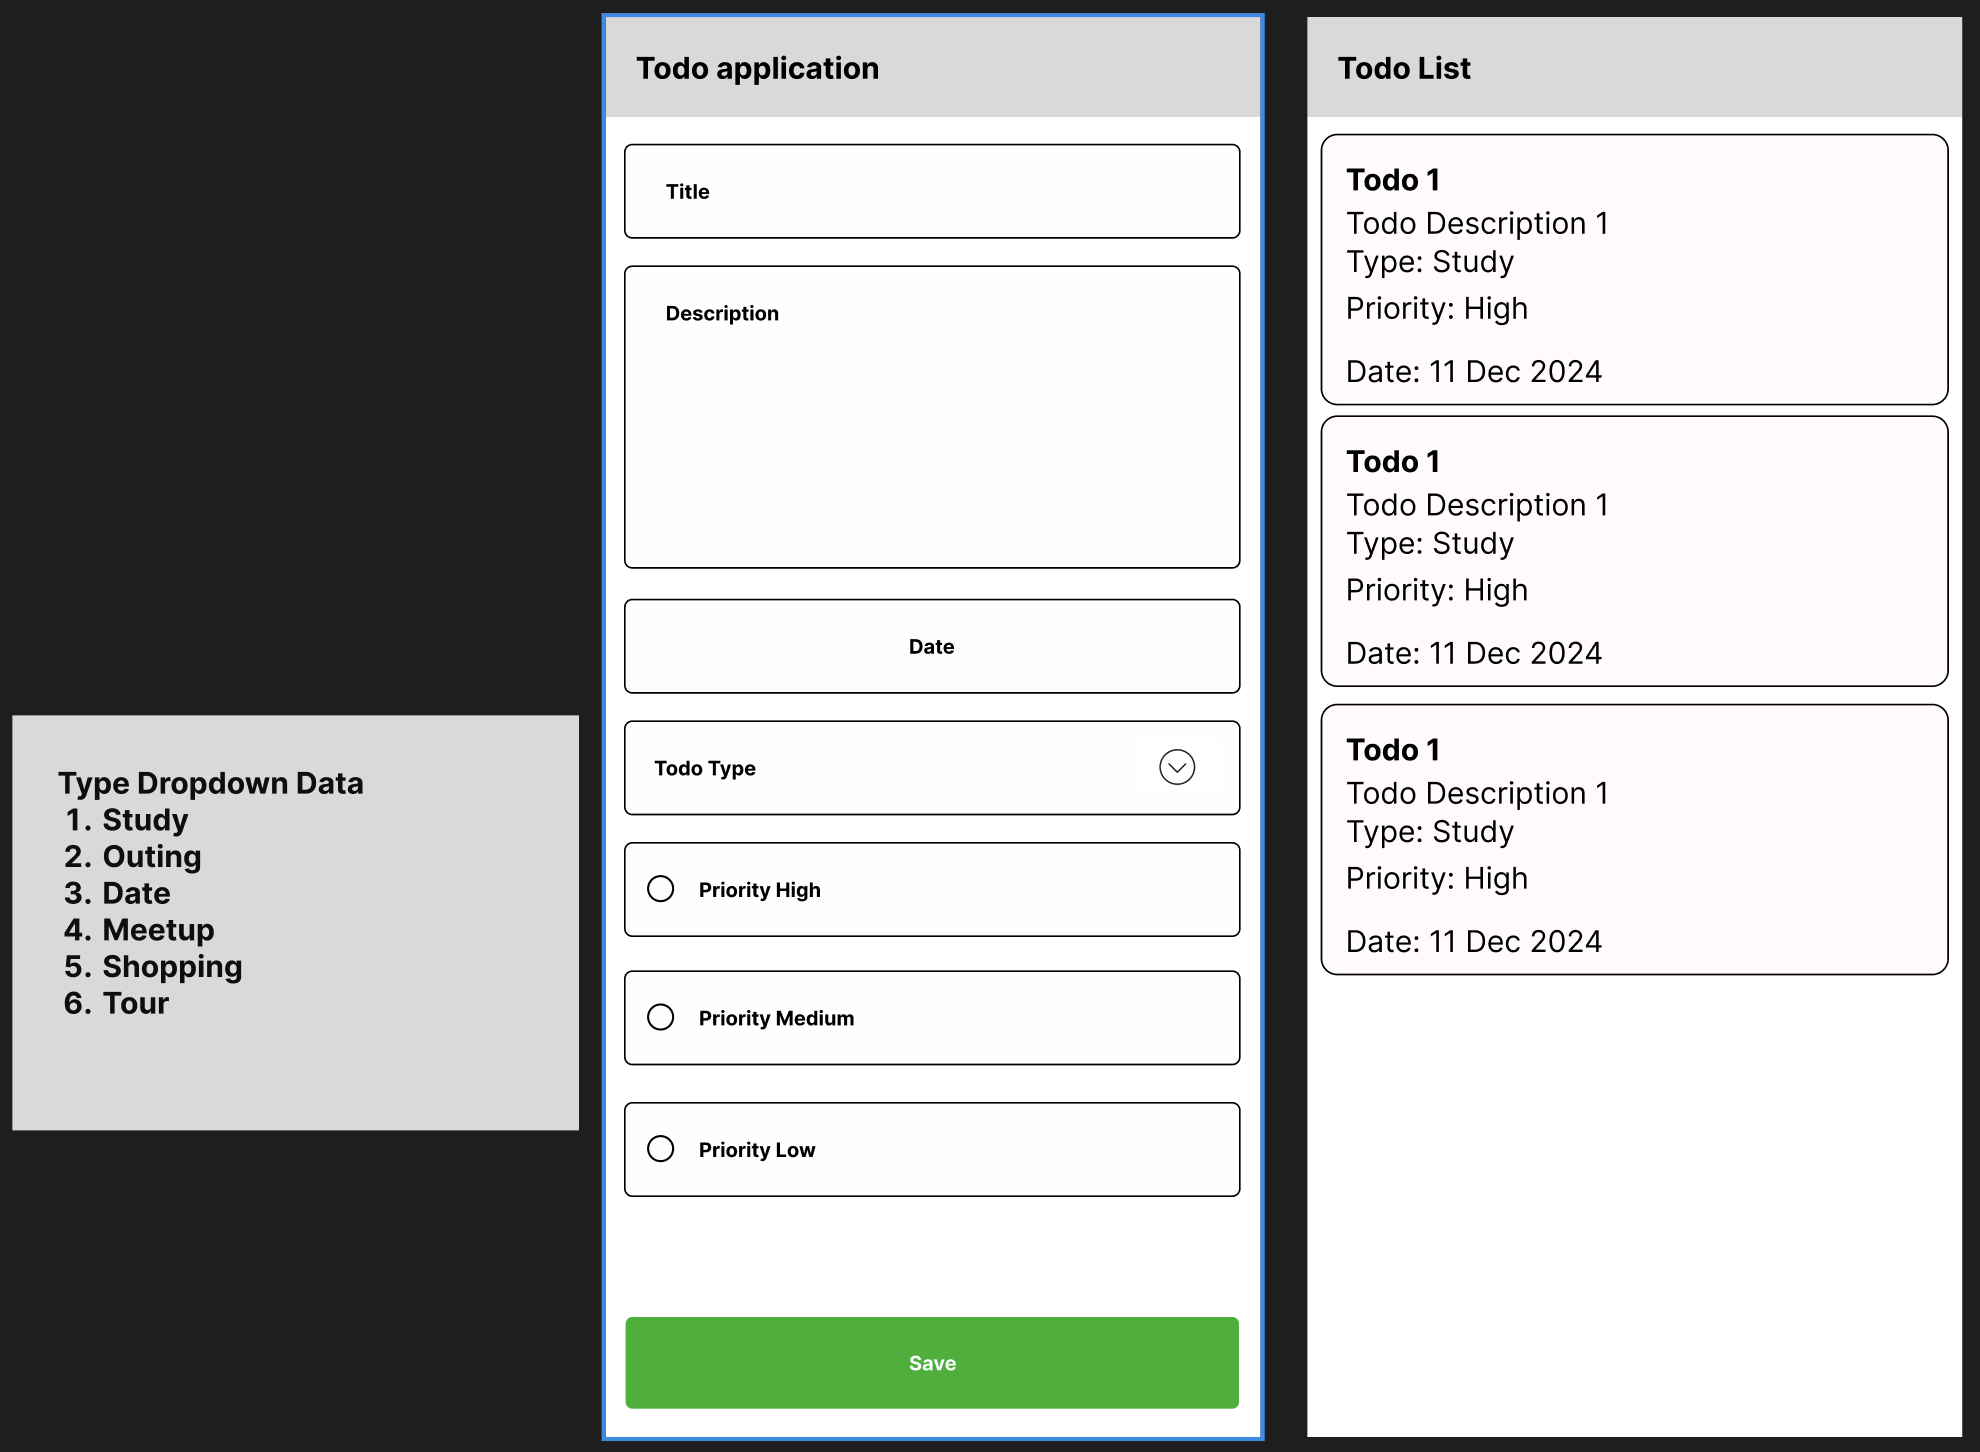 Type Dropdown Data
1. Study
2. Outing
3. Date
4. Meetup
5. Shopping
6. Tour
Todo application
Title
Description
Date
Todo Type
Priority High
Priority Medium
Priority Low
Save
Todo List
Todo 1
Todo Description 1
Type: Study
Priority: High
Date: 11 Dec 2024
Todo 1
Todo Description 1
Type: Study
Priority: High
Date: 11 Dec 2024
Todo 1
Todo Description 1
Type: Study
Priority: High
Date: 11 Dec 2024